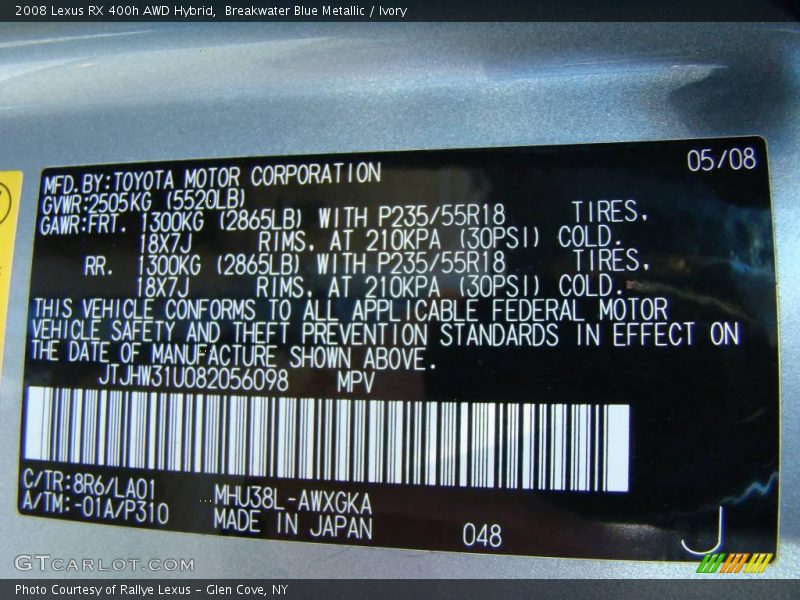 2008 Lexus RX 400h AWD Hybrid,  Breakwater Blue Metallic / Ivory
05/08
MFD.BY:TOYOTA MOTOR CORPORATION
GVWR:2505KG (5520LB)
GAWR:FRT. 1300KG (2865LB) WITH P235/55R18 TIRES,
18X7J RIMS, AT 210KPA (30PSI) COLD.
RR. 1300KG (2865LB) WITH P235/55R18 TIRES,
18X7J RIMS, AT 210KPA (30PSI) COLD.
THIS VEHICLE CONFORMS TO ALL APPLICABLE FEDERAL MOTOR
VEHICLE SAFETY AND THEFT PREVENTION STANDARDS IN EFFECT ON
THE DATE OF MANUFACTURE SHOWN ABOVE.
JTJHW31U082056098 MPV
C/TR:8R6/LA01 MHU38L-AWXGKA
A/TM:-01A/P310 MADE IN JAPAN 048 J
GTCARLOT.COM
Photo Courtesy of Rallye Lexus - Glen Cove, NY